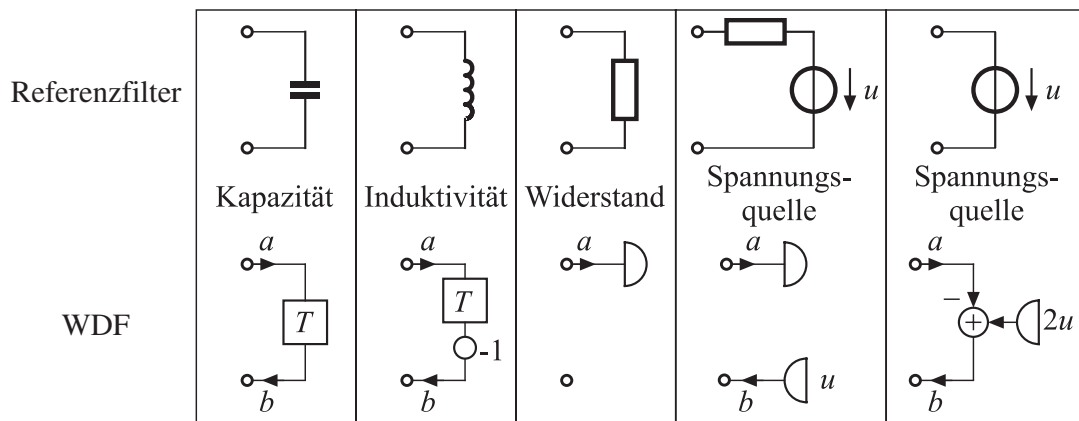 Referenzfilter
u
u
Kapazität
Induktivität
Widerstand
Spannungs-
quelle
Spannungs-
quelle
WDF
a
T
b
a
T
-1
b
a
a
b
u
a
−
+
2u
b